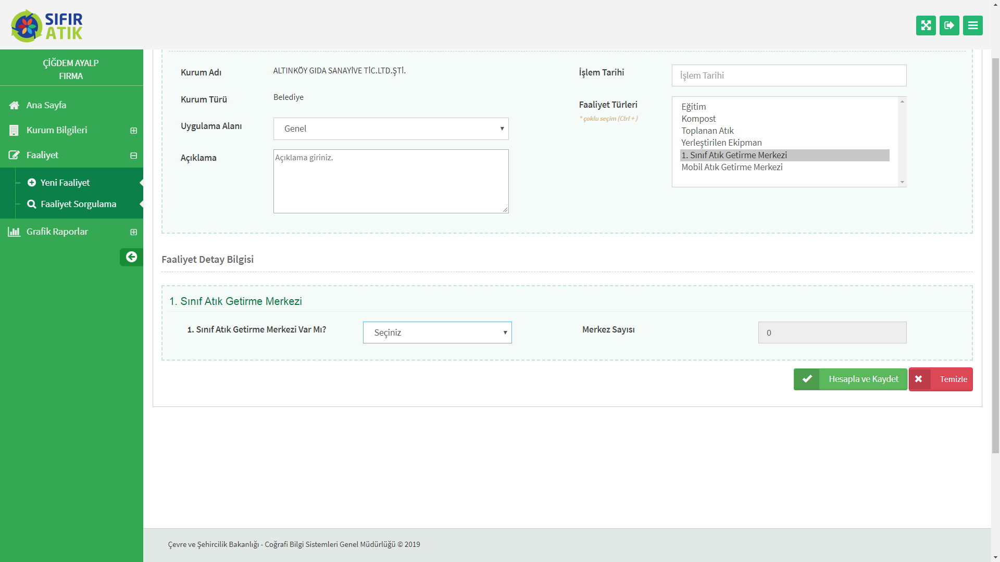 SIFIR
ATIK
ÇİĞDEM AYALP
FIRMA
Ana Sayfa
Kurum Bilgileri
Faaliyet
Yeni Faaliyet
Faaliyet Sorgulama
Grafik Raporlar
Kurum Adı
ALTINKÖY GIDA SANAYİVE TİC.LTD.ŞTİ.
Kurum Türü
Belediye
Uygulama Alanı
Genel
Açıklama
Açıklama giriniz.
İşlem Tarihi
İşlem Tarihi
Faaliyet Türleri
* çoklu seçim (Ctrl + )
Eğitim
Kompost
Toplanan Atık
Yerleştirilen Ekipman
1. Sınıf Atık Getirme Merkezi
Mobil Atık Getirme Merkezi
Faaliyet Detay Bilgisi
1. Sınıf Atık Getirme Merkezi
1. Sınıf Atık Getirme Merkezi Var Mı?
Seçiniz
Merkez Sayısı
0
Hesapla ve Kaydet
Temizle
Çevre ve Şehircilik Bakanlığı - Coğrafi Bilgi Sistemleri Genel Müdürlüğü © 2019